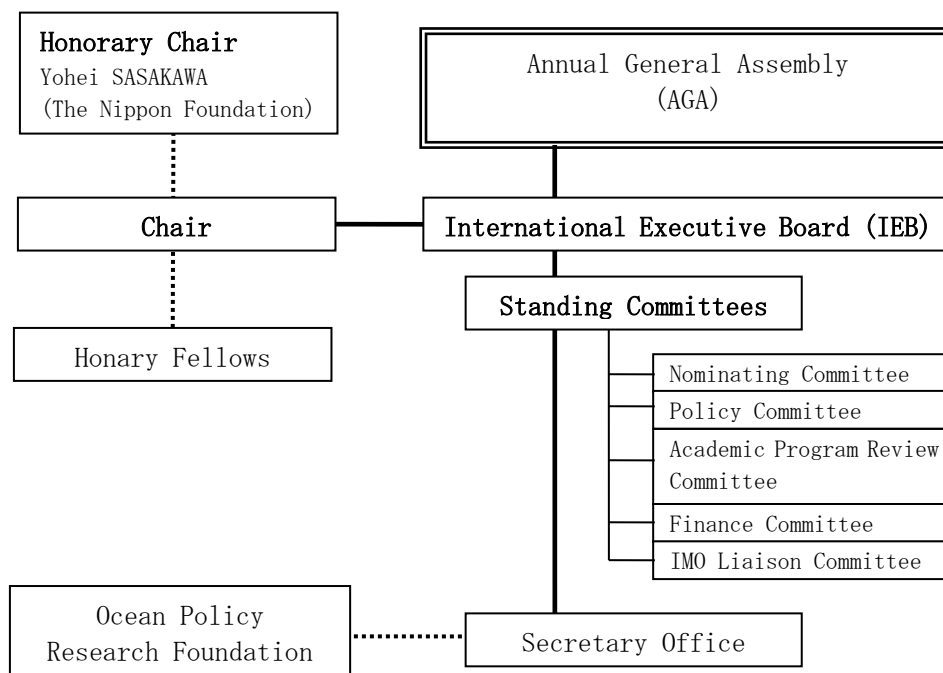 Honorary Chair
Yohei SASAKAWA
(The Nippon Foundation)
Annual General Assembly
(AGA)
Chair
International Executive Board (IEB)
Standing Committees
Honary Fellows
Nominating Committee
Policy Committee
Academic Program Review
Committee
Finance Committee
IMO Liaison Committee
Ocean Policy
Research Foundation
Secretary Office